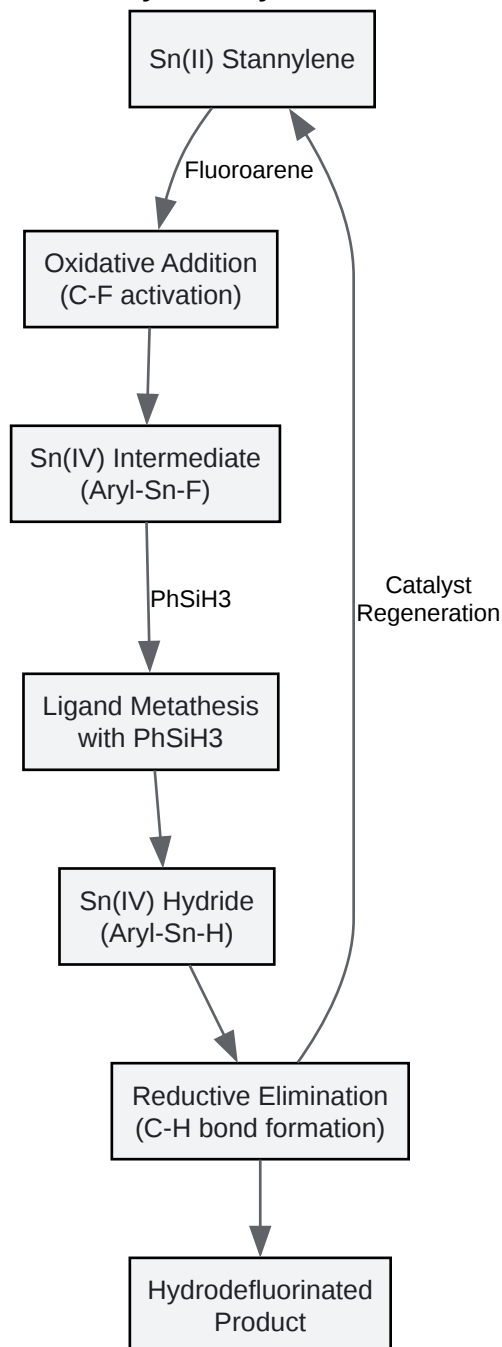 Sn(II) Stannylene
Fluoroarene
Oxidative Addition
(C-F activation)
Sn(IV) Intermediate
(Aryl-Sn-F)
PhSiH3
Catalyst
Regeneration
Ligand Metathesis
with PhSiH3
Sn(IV) Hydride
(Aryl-Sn-H)
Reductive Elimination
(C-H bond formation)
Hydrodefluorinated
Product